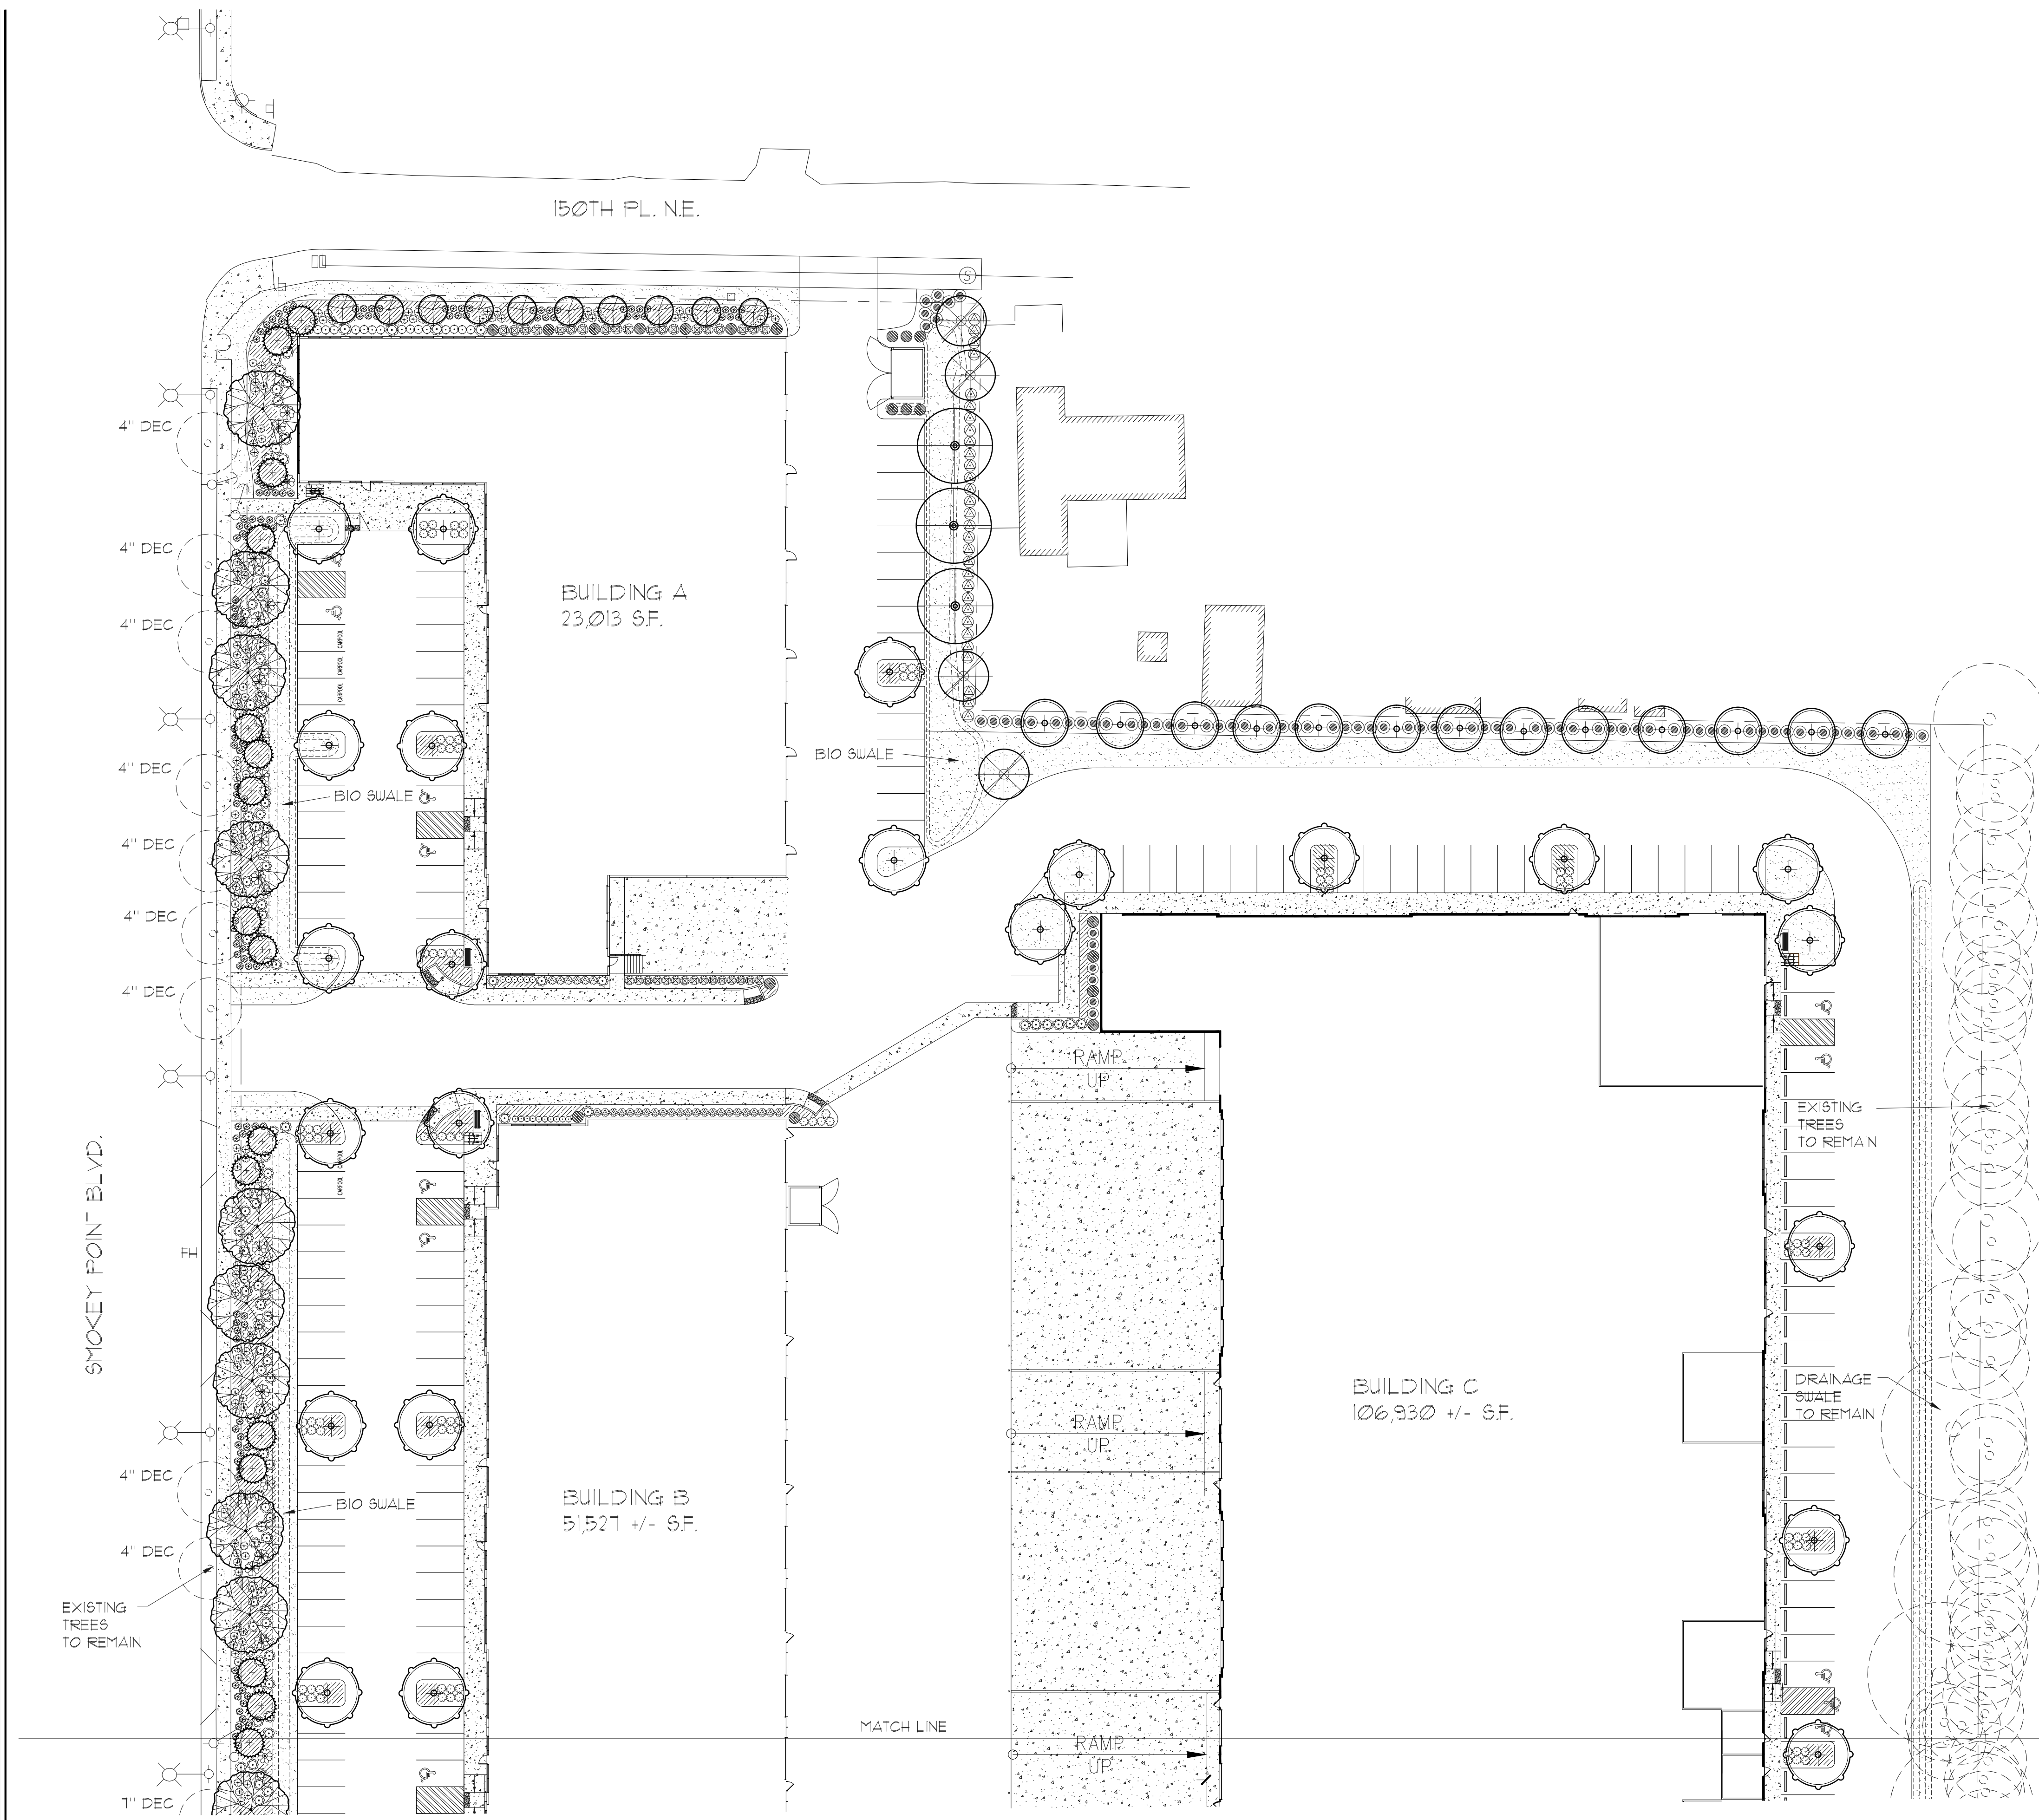 150TH PL. N.E.
S
4" DEC
4" DEC
BUILDING A
23,013 S.F.
4" DEC
CARPOOL
CARPOOL
CARPOOL
BIO SWALE
4" DEC
BIO SWALE
4" DEC
4" DEC
4" DEC
RAMP
UP
EXISTING
TREES
TO REMAIN
SMOKEY POINT BLVD.
CARPOOL
CARPOOL
FH
BUILDING C
106,930 +/- S.F.
DRAINAGE
SWALE
TO REMAIN
RAMP
UP
4" DEC
BIO SWALE
BUILDING B
51,527 +/- S.F.
4" DEC
EXISTING
TREES
TO REMAIN
MATCH LINE
RAMP
UP
7" DEC